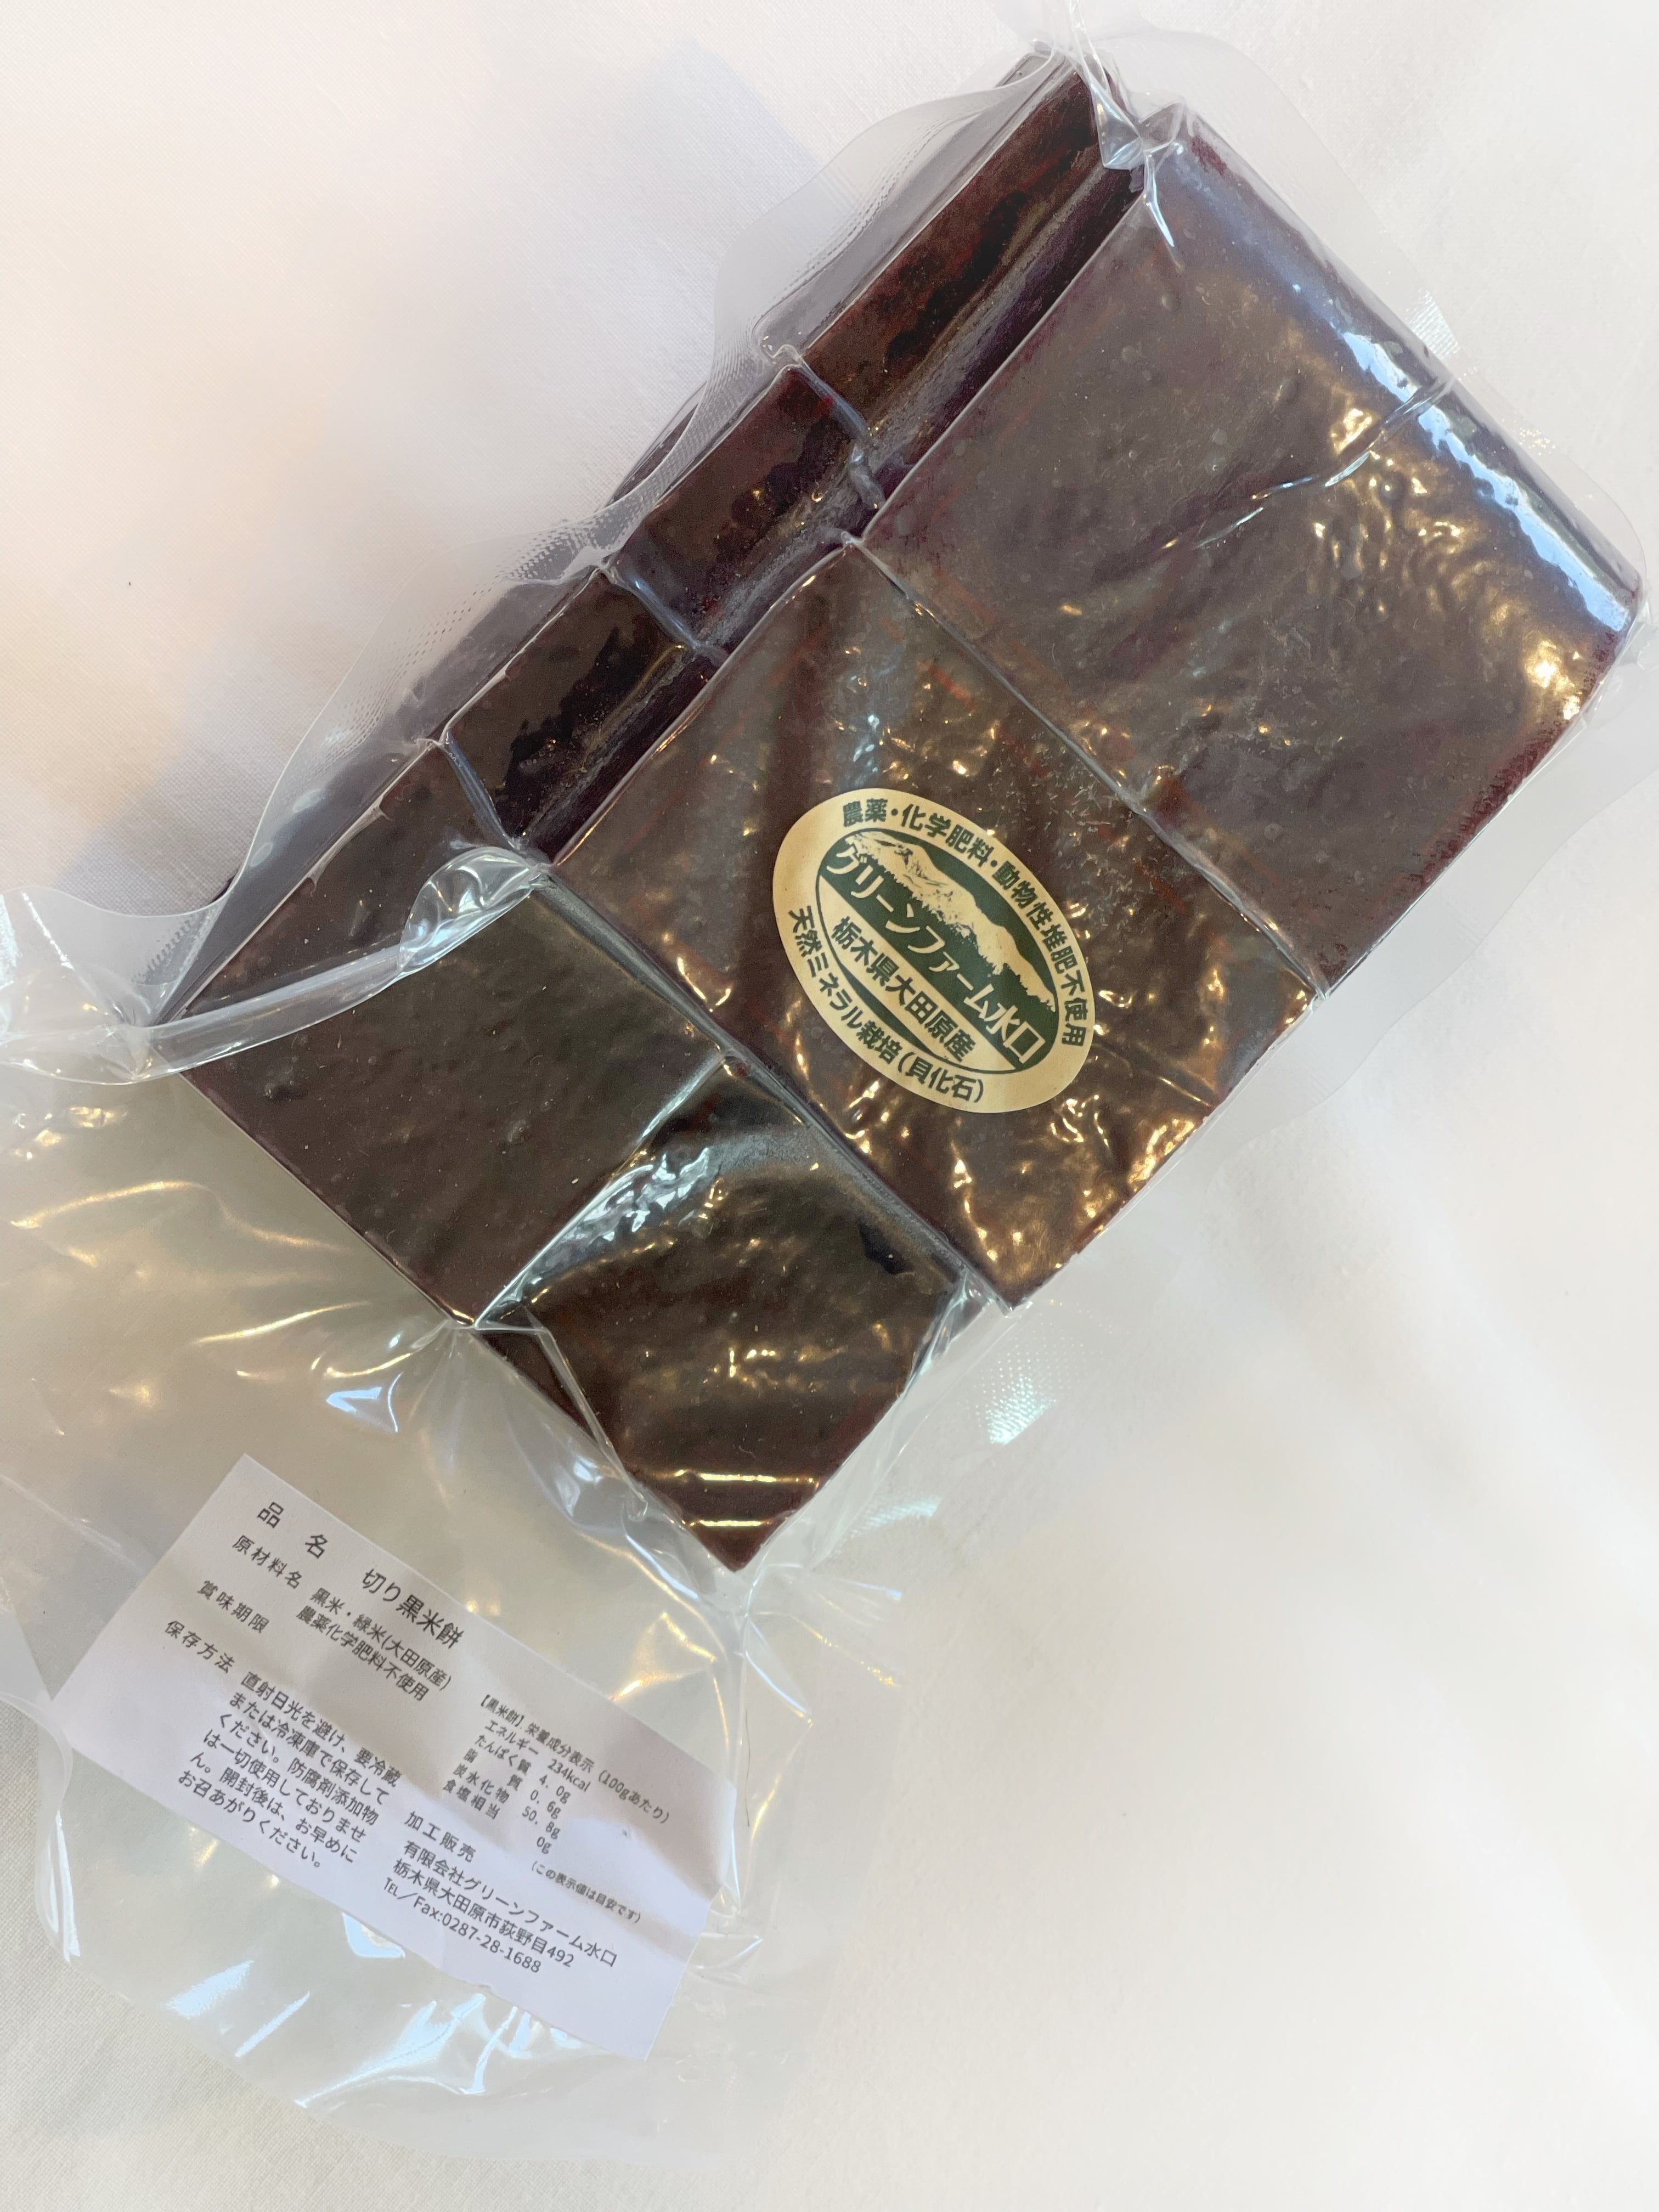 農薬・化学肥料・動物性堆肥不使用
グリーンファーム水口
栃木県大田原産
天然ミネラル栽培(貝化石)
品 名 切り黒米餅
原材料名 黒米・緑米(大田原産)
農薬化学肥料不使用
賞味期限
保存方法 直射日光を避け、要冷蔵
または冷凍庫で保存して
ください。防腐剤添加物
は一切使用しておりませ
ん。開封後は、お早めに
お召あがりください。
【黒米餅】栄養成分表示(100gあたり)
エネルギー 234kcal
たんぱく質 4.0g
脂 質 0.6g
炭水化物 50.8g
食塩相当 0g
(この表示値は目安です)
加工販売
有限会社グリーンファーム水口
栃木県大田原市荻野目492
℡/Fax:0287-28-1688